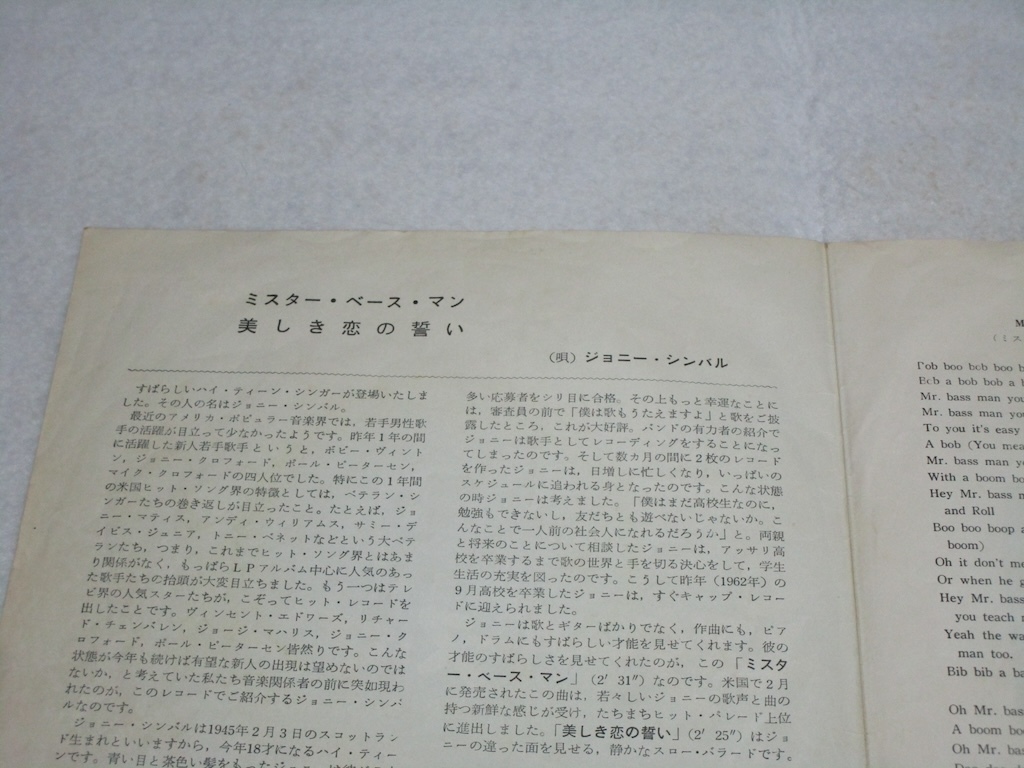 ミスター・ベース・マン
美しき恋の誓い
（唄）ジョニー・シンバル
すばらしいハイ・ティーン・シンガーが登場いたしま
した。その人の名はジョニー・シンバル。
最近のアメリカ・ポピュラー音楽界では，若手男性歌
手の活躍が目立って少なかったようです。昨年1年の間
に活躍した新人若手歌手というと，ボビー・ヴィント
ン，ジョニー・クロフォード，ポール・ピーターセン，
マイク・クロフォードの四人位でした。特にこの1年間
の米国ヒット・ソング界の特徴としては，ベテラン・シ
ンガーたちの巻き返しが目立ったこと。たとえば，ジョ
ニー・マティス，アンディ・ウィリアムス，サミー・デ
イビス・ジュニア，トニー・ベネットなどという大ベテ
ランたち，つまり，これまでヒット・ソング界とはあま
り関係がなく，もっぱらLPアルバム中心に人気のあっ
た歌手たちの抬頭が大変目立ちました。もう一つはテレ
ビ界の人気スターたちが，こぞってヒット・レコードを
出したことです。ヴィンセント・エドワーズ，リチャー
ド・チェンバレン，ジョージ・マハリス，ジョニー・ク
ロフォード，ポール・ピーターセン皆然りです。こんな
状態が今年も続けば有望な新人の出現は望めないのでは
ないか，と考えていた私たち音楽関係者の前に突如現わ
れたのが，このレコードでご紹介するジョニー・シンバ
ルなのです。
ジョニー・シンバルは1945年2月3日のスコットラン
ド生まれといいますから，今年18才になるハイ・ティー
ンです。青い目と茶色い髪をもったジョニーは
多い応募者をシリ目に合格。その上もっと幸運なことに
は，審査員の前で「僕は歌もうたえますよ」と歌をご披
露したところ，これが大好評。バンドの有力者の紹介で
ジョニーは歌手としてレコーディングをすることになっ
てしまったのです。そして数ヵ月の間に2枚のレコード
を作ったジョニーは，日増しに忙しくなり，いっぱいの
スケジュールに追われる身となったのです。こんな状態
の時ジョニーは考えました。「僕はまだ高校生なのに，
勉強もできないし，友だちとも遊べないじゃないか。こ
んなことで一人前の社会人になれるだろうか」と。両親
と将来のことについて相談したジョニーは，アッサリ高
校を卒業するまで歌の世界と手を切る決心をして，学生
生活の充実を図ったのです。こうして昨年（1962年）の
9月高校を卒業したジョニーは，すぐキャップ・レコー
ドに迎えられました。
ジョニーは歌とギターばかりでなく，作曲にも，ピア
ノ，ドラムにもすばらしい才能を見せてくれます。彼の
才能のすばらしさを見せてくれたのが，この「ミスタ
ー・ベース・マン」（2′31″）なのです。米国で2月
に発売されたこの曲は，若々しいジョニーの歌声と曲の
持つ新鮮な感じが受け，たちまちヒット・パレード上位
に進出しました。「美しき恋の誓い」（2′25″）はジョ
ニーの違った面を見せる，静かなスロー・バラードです。
M
（ミス
boo boo bob boo b
Bcb a bob bob a b
Mr. bass man you
Mr. bass man you
To you it's easy
A bob (You mea
Mr. bass man yo
With a boom bo
Hey Mr. bass m
and Roll
Boo boo boop a
boom)
Oh it don't me
Or when he g
Hey Mr. bass
you teach m
Yeah the wa
man too.
Bib bib a ba
Oh Mr. bas
A boom boo
Oh Mr. bas